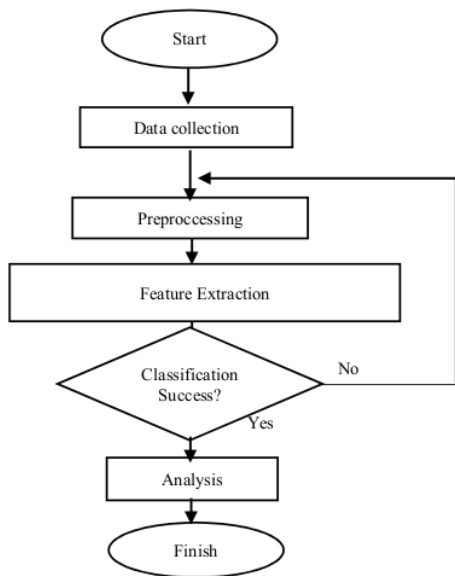 Start
Data collection
Preproccessing
Feature Extraction
Classification
Success?
No
Yes
Analysis
Finish